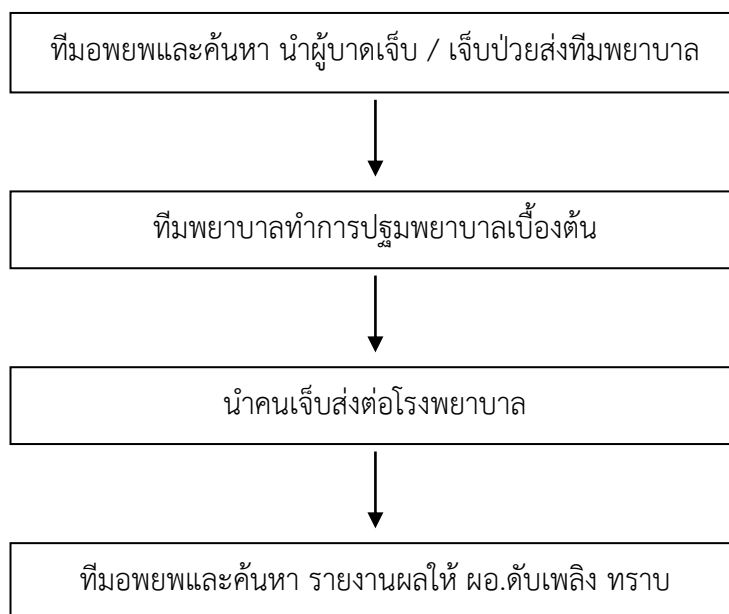 ทีมอพยพและค้นหา นำผู้บาดเจ็บ / เจ็บป่วยส่งทีมพยาบาล
ทีมพยาบาลทำการปฐมพยาบาลเบื้องต้น
นำคนเจ็บส่งต่อโรงพยาบาล
ทีมอพยพและค้นหา รายงานผลให้ ผอ.ดับเพลิง ทราบ